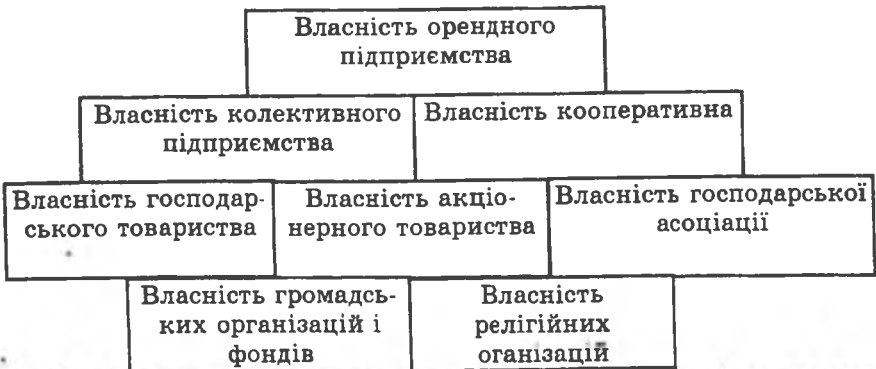 Власність орендного
підприємства
Власність колективного
підприємства
Власність кооперативна
Власність господар-
ського товариства
Власність акціо-
нерного товариства
Власність господарської
асоціації
Власність громадсь-
ких організацій і
фондів
Власність
релігійних
оганізацій